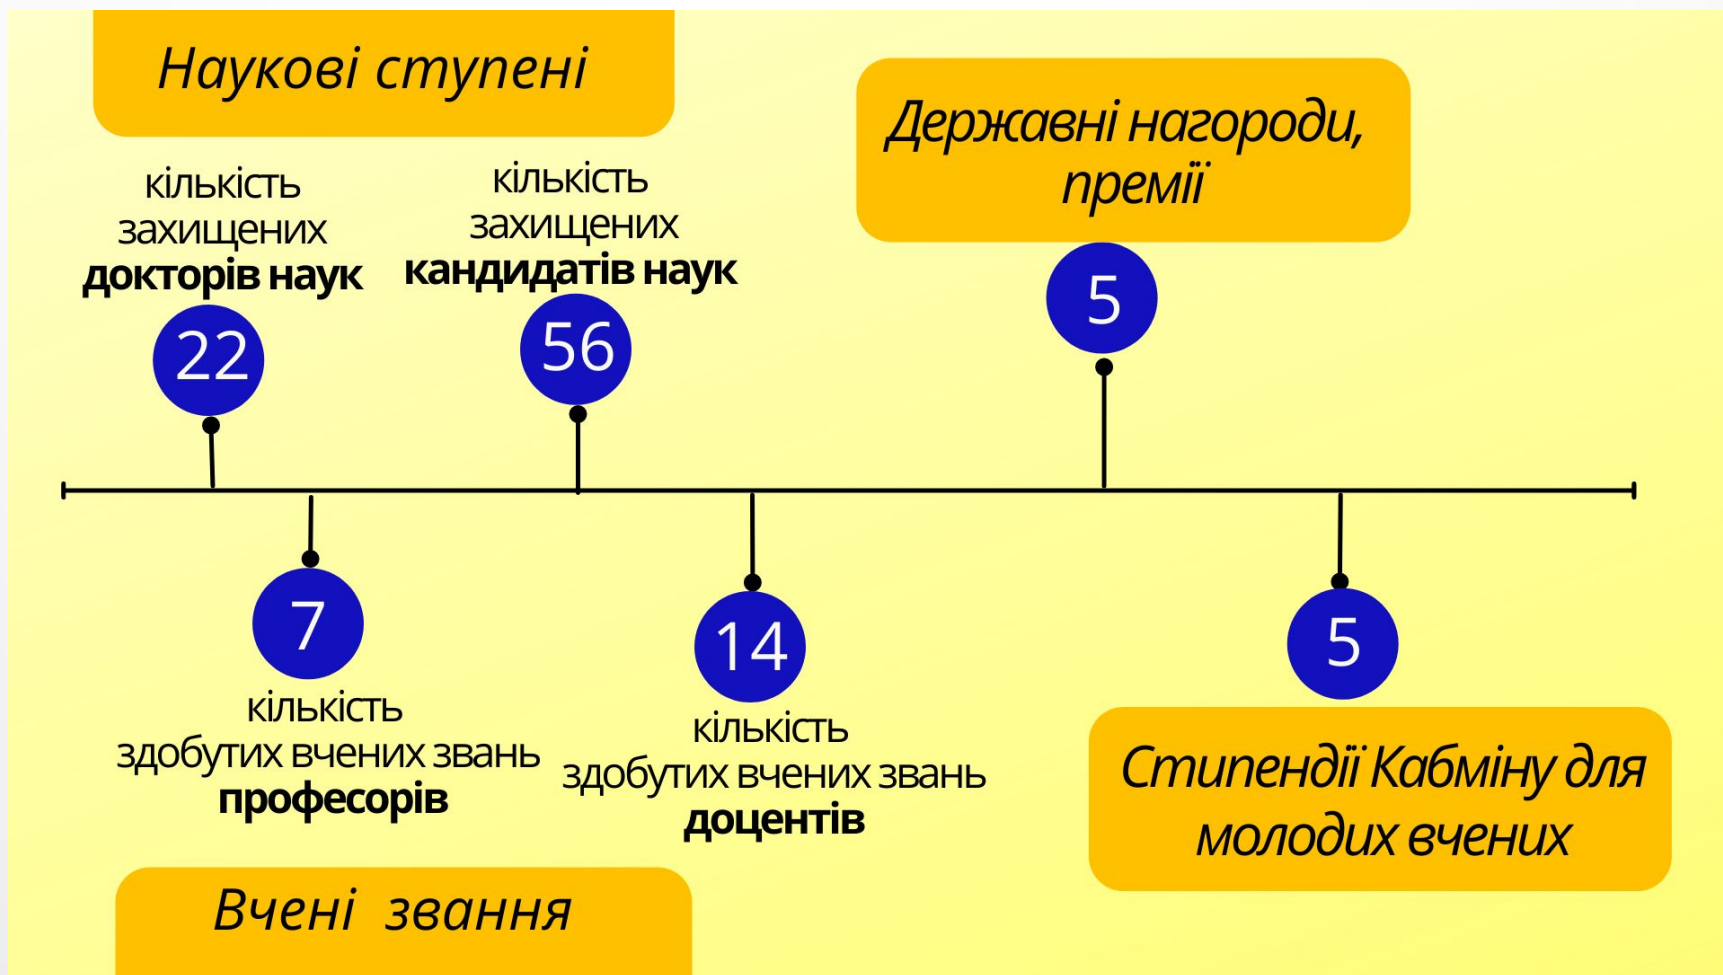 Наукові ступені
кількість
захищених
докторів наук
22
кількість
захищених
кандидатів наук
56
Державні нагороди,
премії
5
7
кількість
здобутих вчених звань
професорів
14
кількість
здобутих вчених звань
доцентів
5
Стипендії Кабміну для
молодих вчених
Вчені звання